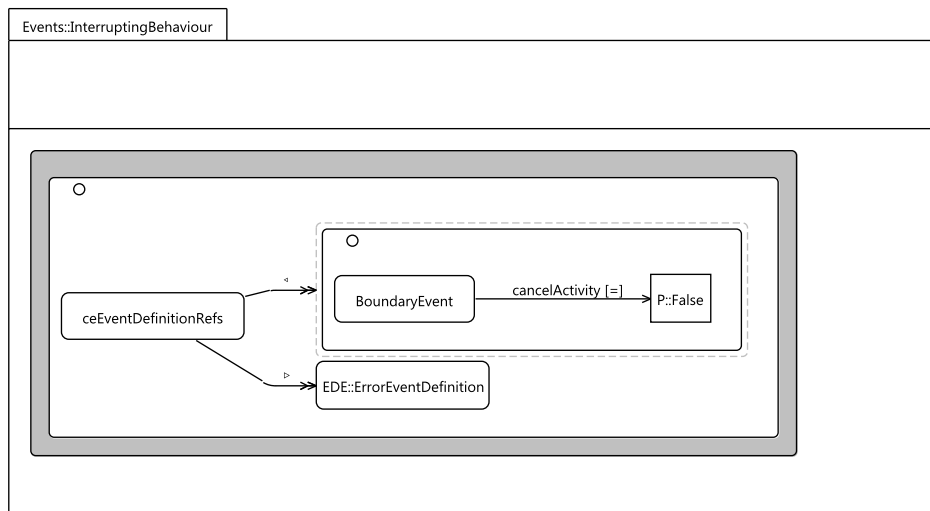 Events::InterruptingBehaviour
cancelActivity [=]
BoundaryEvent
P::False
ceEventDefinitionRefs
EDE::ErrorEventDefinition